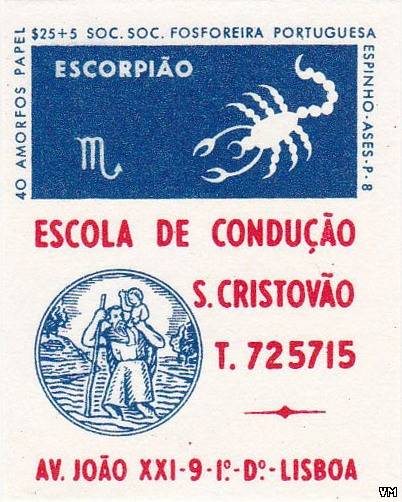 $25+5 SOC. SOC. FOSFOREIRA PORTUGUESA
ESPINHO-ASES-P-8
40 AMORFOS PAPEL
ESCORPIÃO
♏
ESCOLA DE CONDUÇÃO
S. CRISTOVÃO
T. 725715
AV. JOÃO XXI-9-1º.-Dº.-LISBOA
VM